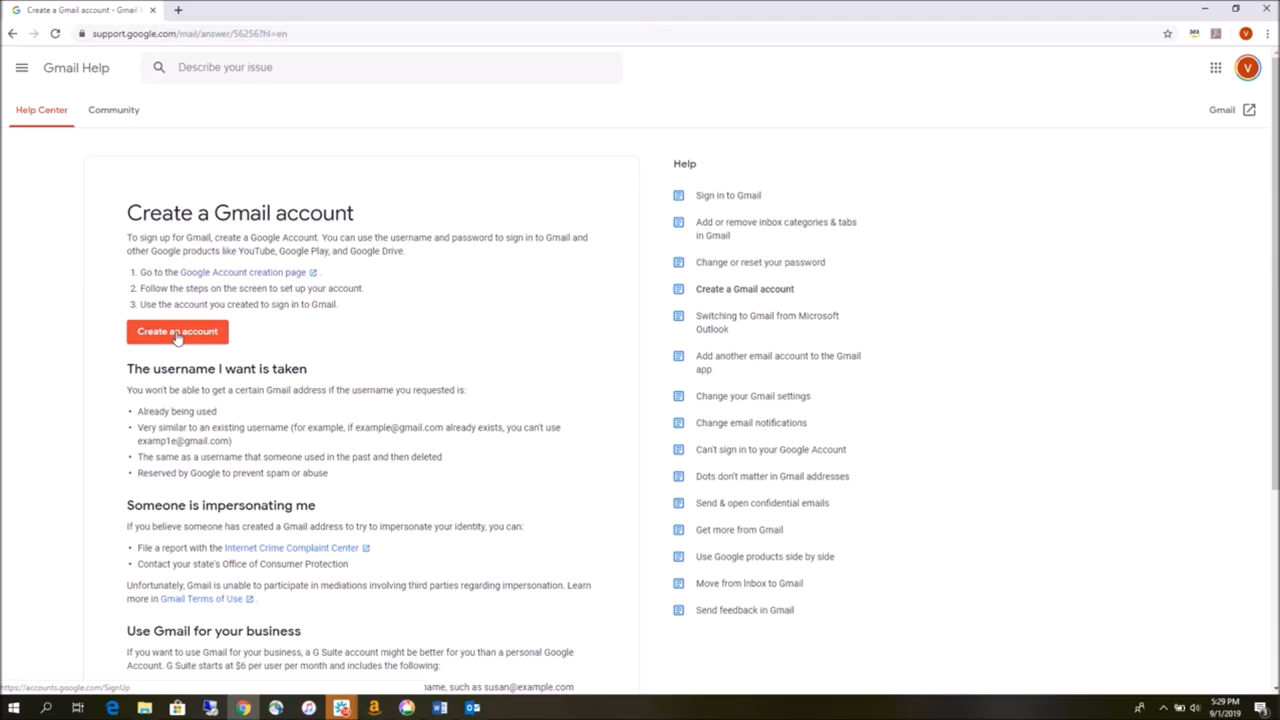 Create a Gmail account - Gmail H
support.google.com/mail/answer/56256?hl=en
V
Gmail Help
Describe your issue
V
Help Center
Community
Gmail
Create a Gmail account
To sign up for Gmail, create a Google Account. You can use the username and password to sign in to Gmail and
other Google products like YouTube, Google Play, and Google Drive.
1. Go to the Google Account creation page .
2. Follow the steps on the screen to set up your account.
3. Use the account you created to sign in to Gmail.
Create an account
The username I want is taken
You won't be able to get a certain Gmail address if the username you requested is:
• Already being used
• Very similar to an existing username (for example, if example@gmail.com already exists, you can't use
examp1e@gmail.com)
• The same as a username that someone used in the past and then deleted
• Reserved by Google to prevent spam or abuse
Someone is impersonating me
If you believe someone has created a Gmail address to try to impersonate your identity, you can:
• File a report with the Internet Crime Complaint Center
• Contact your state's Office of Consumer Protection
Unfortunately, Gmail is unable to participate in mediations involving third parties regarding impersonation. Learn
more in Gmail Terms of Use .
Use Gmail for your business
If you want to use Gmail for your business, a G Suite account might be better for you than a personal Google
Account. G Suite starts at $6 per user per month and includes the following:
ame, such as susan@example.com
Help
Sign in to Gmail
Add or remove inbox categories & tabs
in Gmail
Change or reset your password
Create a Gmail account
Switching to Gmail from Microsoft
Outlook
Add another email account to the Gmail
app
Change your Gmail settings
Change email notifications
Can't sign in to your Google Account
Dots don't matter in Gmail addresses
Send & open confidential emails
Get more from Gmail
Use Google products side by side
Move from Inbox to Gmail
Send feedback in Gmail
https://accounts.google.com/SignUp
5:29 PM
9/1/2019